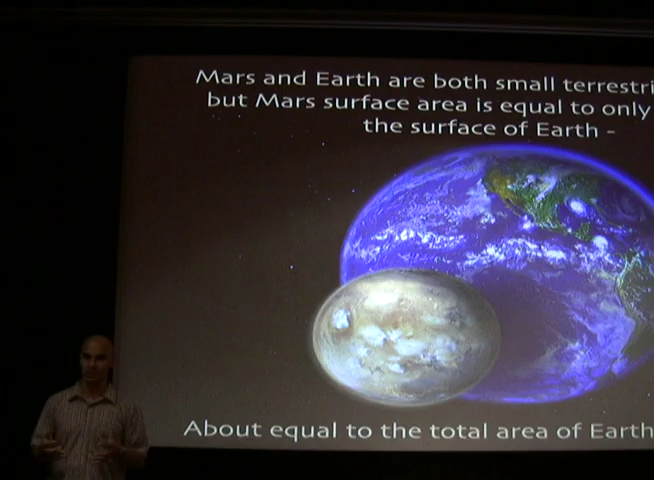 Mars and Earth are both small terrestri
but Mars surface area is equal to only
the surface of Earth -
About equal to the total area of Earth